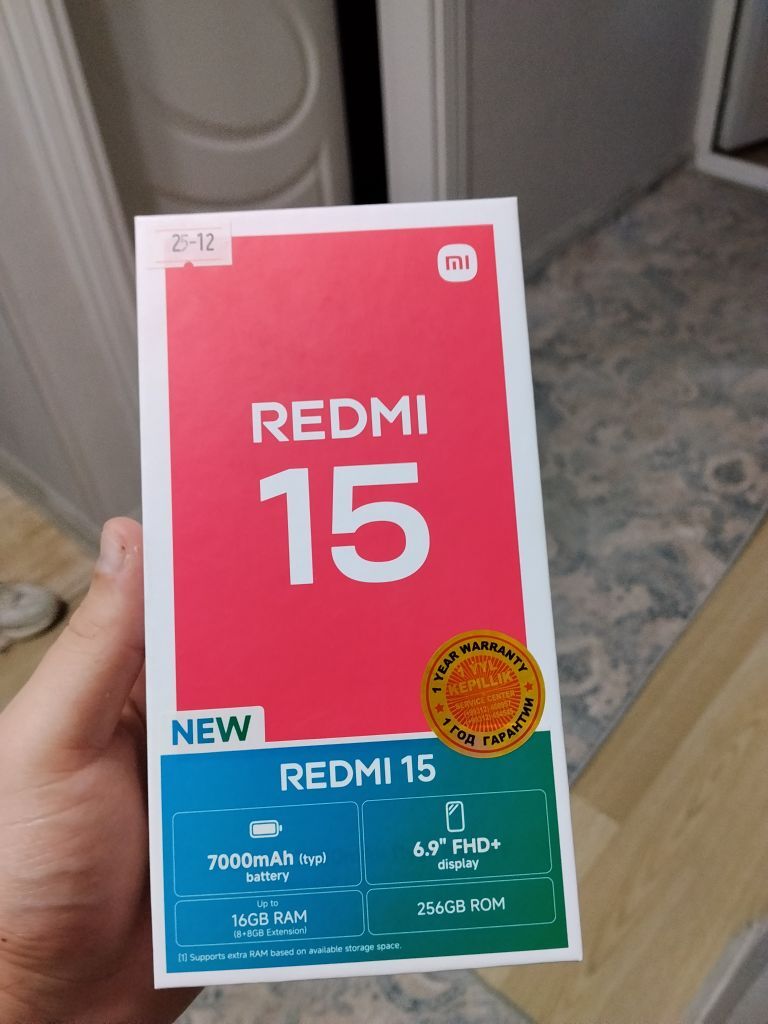 25-12
mi
REDMI
15
1 YEAR WARRANTY
KEPILLIK
SERVICE CENTER
1 ГОД ГАРАНТИИ
NEW
REDMI 15
7000mAh (typ)
battery
6.9" FHD+
display
Up to
16GB RAM
(8+8GB Extension)
256GB ROM
[1] Supports extra RAM based on available storage space.